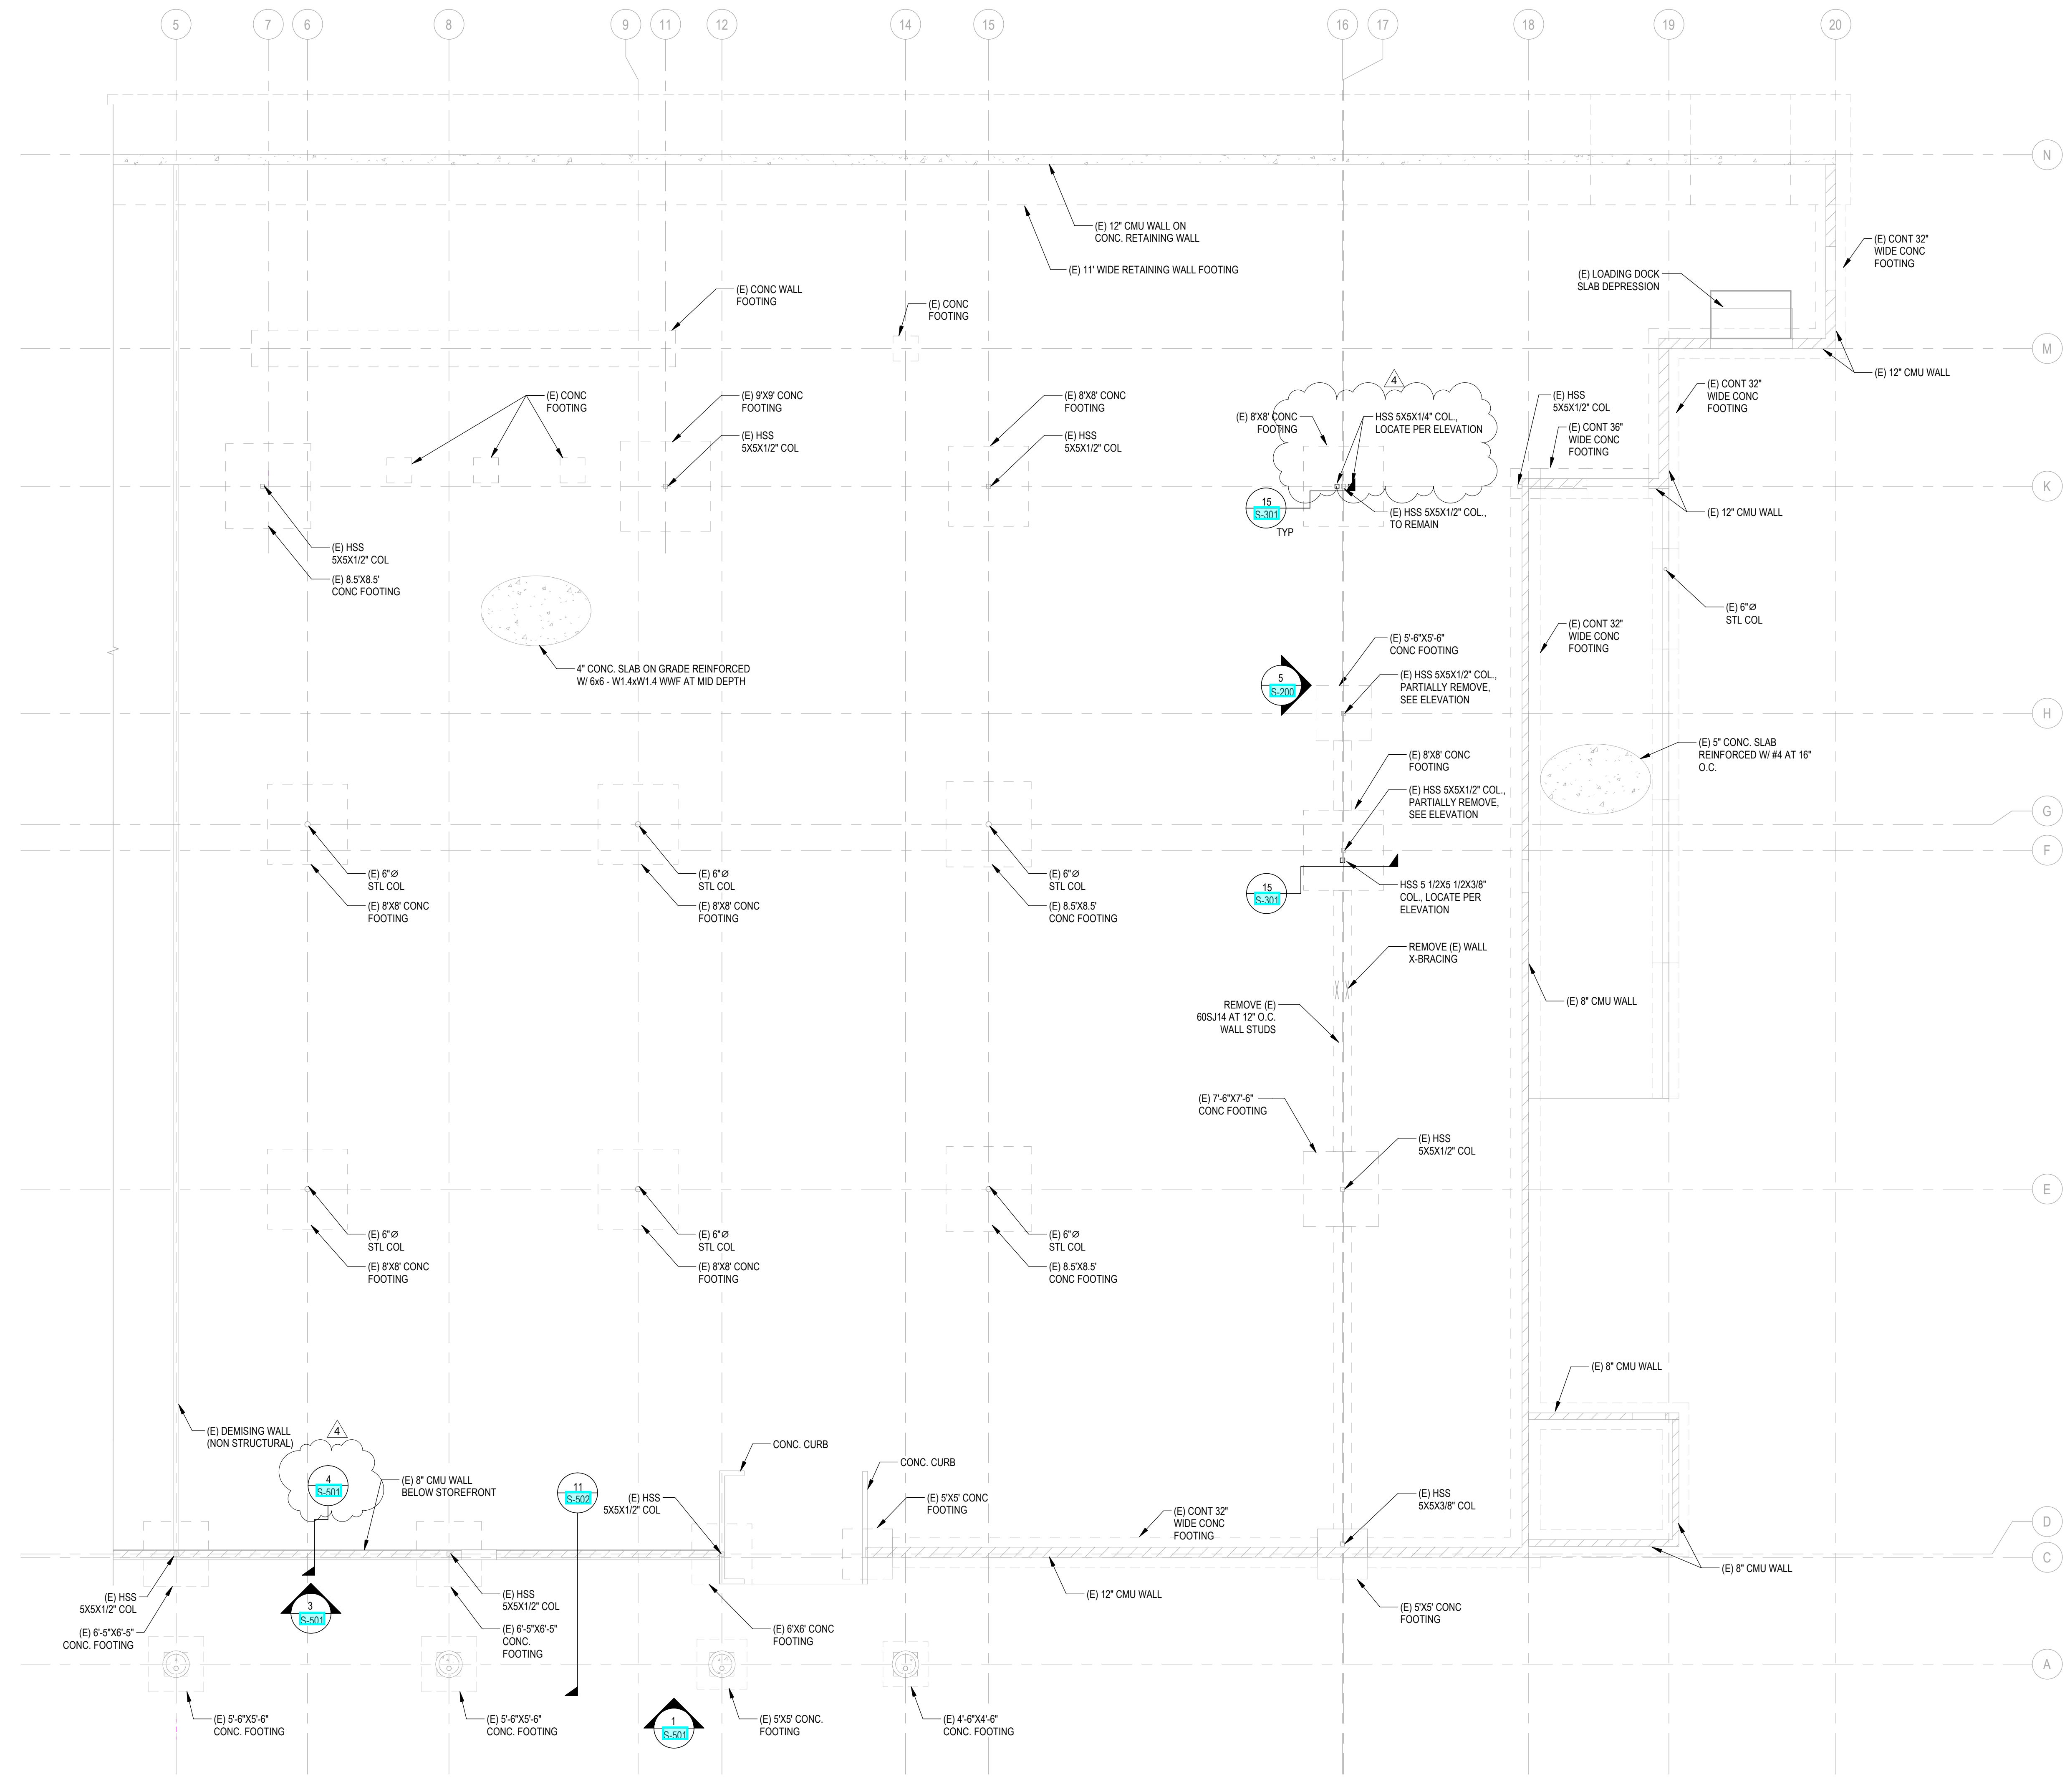 5
7
6
8
9
11
12
14
15
16
17
18
19
20
N
M
K
H
G
F
E
D
C
A
(E) 12" CMU WALL ON
CONC. RETAINING WALL
(E) 11' WIDE RETAINING WALL FOOTING
(E) CONT 32"
WIDE CONC
FOOTING
(E) LOADING DOCK
SLAB DEPRESSION
(E) CONC WALL
FOOTING
(E) CONC
FOOTING
(E) 12" CMU WALL
(E) CONC
FOOTING
(E) 9'X9' CONC
FOOTING
(E) HSS
5X5X1/2" COL
(E) 8'X8' CONC
FOOTING
(E) HSS
5X5X1/2" COL
4
(E) 8'X8' CONC
FOOTING
HSS 5X5X1/4" COL.,
LOCATE PER ELEVATION
(E) HSS
5X5X1/2" COL
(E) CONT 36"
WIDE CONC
FOOTING
(E) CONT 32"
WIDE CONC
FOOTING
15
S-301
TYP
(E) HSS 5X5X1/2" COL.,
TO REMAIN
(E) 12" CMU WALL
(E) HSS
5X5X1/2" COL
(E) 8.5'X8.5'
CONC FOOTING
4" CONC. SLAB ON GRADE REINFORCED
W/ 6x6 - W1.4xW1.4 WWF AT MID DEPTH
(E) 6"Ø
STL COL
(E) CONT 32"
WIDE CONC
FOOTING
(E) 5'-6"X5'-6"
CONC FOOTING
5
S-200
(E) HSS 5X5X1/2" COL.,
PARTIALLY REMOVE,
SEE ELEVATION
(E) 5" CONC. SLAB
REINFORCED W/ #4 AT 16"
O.C.
(E) 8'X8' CONC
FOOTING
(E) HSS 5X5X1/2" COL.,
PARTIALLY REMOVE,
SEE ELEVATION
15
S-301
HSS 5 1/2X5 1/2X3/8"
COL., LOCATE PER
ELEVATION
(E) 6"Ø
STL COL
(E) 8'X8' CONC
FOOTING
(E) 6"Ø
STL COL
(E) 8'X8' CONC
FOOTING
(E) 6"Ø
STL COL
(E) 8.5'X8.5'
CONC FOOTING
REMOVE (E) WALL
X-BRACING
REMOVE (E)
60SJ14 AT 12" O.C.
WALL STUDS
(E) 8" CMU WALL
(E) 7'-6"X7'-6"
CONC FOOTING
(E) HSS
5X5X1/2" COL
(E) 6"Ø
STL COL
(E) 8'X8' CONC
FOOTING
(E) 6"Ø
STL COL
(E) 8'X8' CONC
FOOTING
(E) 6"Ø
STL COL
(E) 8.5'X8.5'
CONC FOOTING
(E) 8" CMU WALL
(E) DEMISING WALL
(NON STRUCTURAL)
4
4
S-501
(E) 8" CMU WALL
BELOW STOREFRONT
11
S-502
CONC. CURB
CONC. CURB
(E) HSS
5X5X1/2" COL
(E) 5'X5' CONC
FOOTING
(E) CONT 32"
WIDE CONC
FOOTING
(E) HSS
5X5X3/8" COL
(E) 8" CMU WALL
(E) 12" CMU WALL
(E) 5'X5' CONC
FOOTING
(E) HSS
5X5X1/2" COL
(E) 6'-5"X6'-5"
CONC. FOOTING
3
S-501
(E) HSS
5X5X1/2" COL
(E) 6'-5"X6'-5"
CONC.
FOOTING
(E) 6'X6' CONC
FOOTING
(E) 5'-6"X5'-6"
CONC. FOOTING
(E) 5'-6"X5'-6"
CONC. FOOTING
1
S-501
(E) 5'X5' CONC.
FOOTING
(E) 4'-6"X4'-6"
CONC. FOOTING